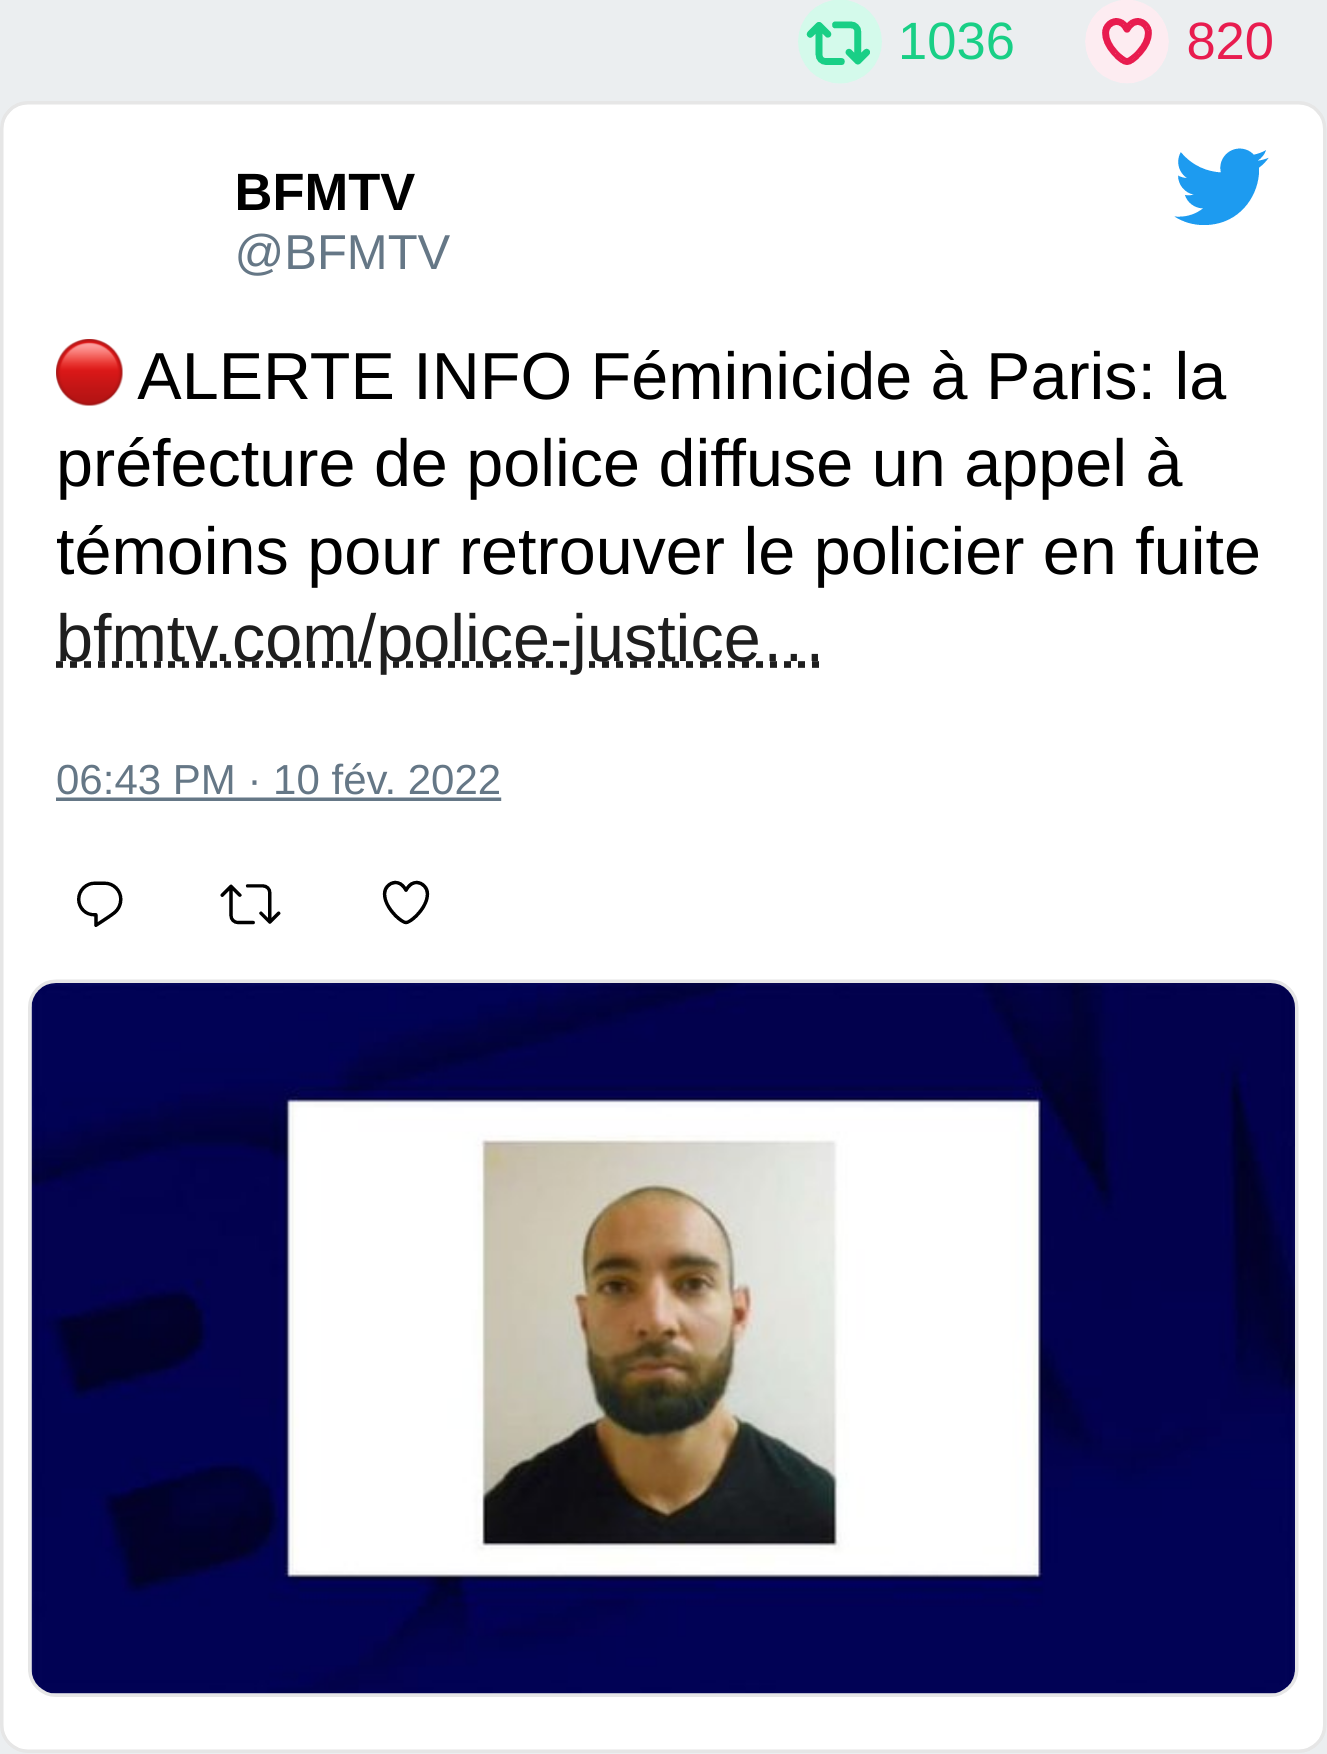 1036 820
BFMTV
@BFMTV
🔴 ALERTE INFO Féminicide à Paris: la
préfecture de police diffuse un appel à
témoins pour retrouver le policier en fuite
bfmtv.com/police-justice…
06:43 PM · 10 fév. 2022